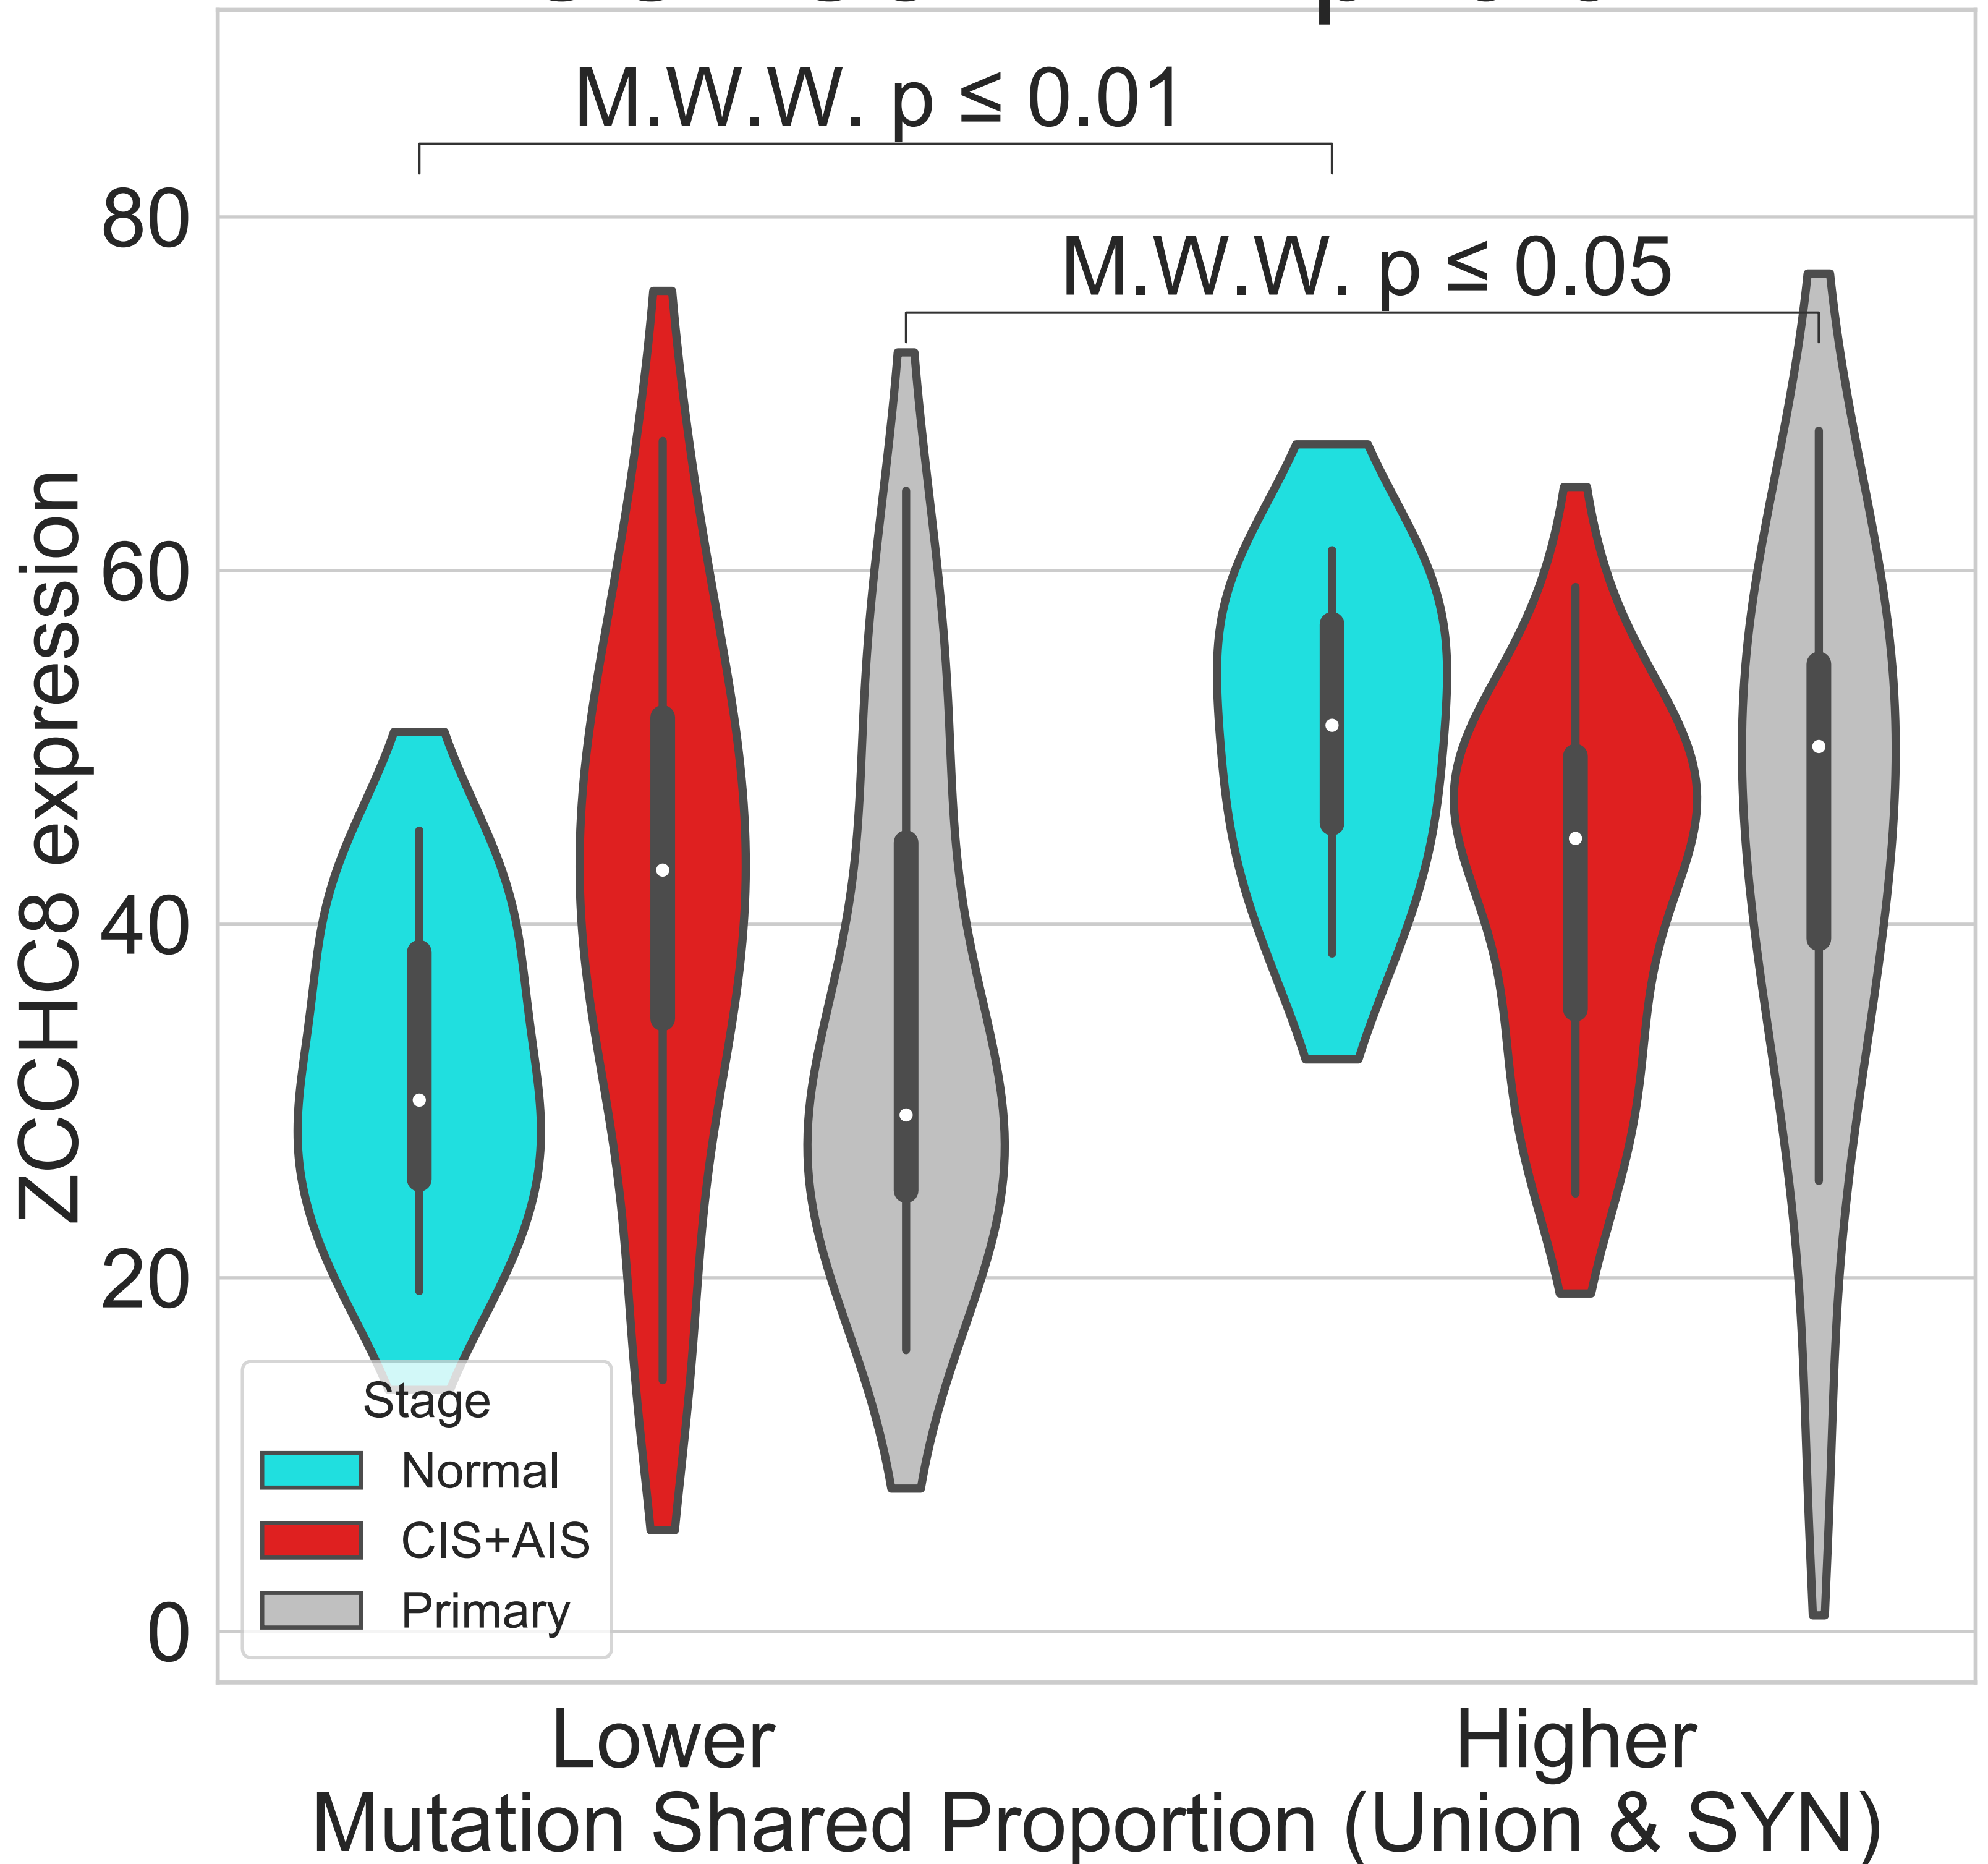 M.W.W. p ≤ 0.01
M.W.W. p ≤ 0.05
80
60
40
20
0
ZCCHC8 expression
Stage
Normal
CIS+AIS
Primary
Lower
Higher
Mutation Shared Proportion (Union & SYN)